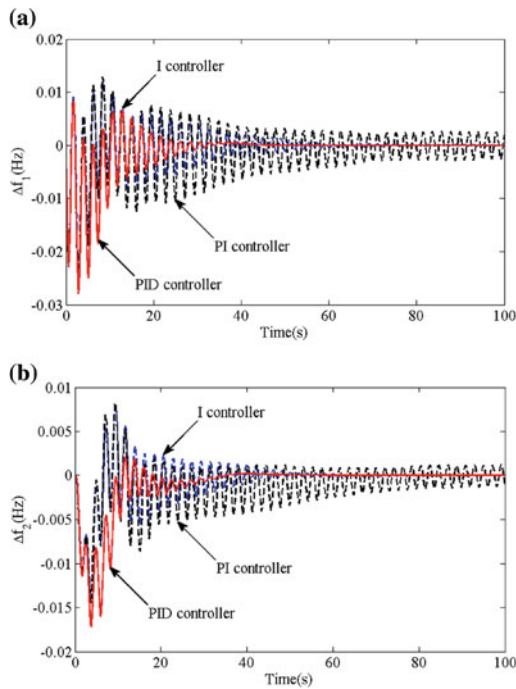 (a)
0.02
0.01
0
-0.01
-0.02
-0.03
Δf1(Hz)
I controller
PI controller
PID controller
0 20 40 60 80 100
Time(s)
(b)
0.01
0.005
0
-0.005
-0.01
-0.015
-0.02
Δf2(Hz)
I controller
PI controller
PID controller
0 20 40 60 80 100
Time(s)